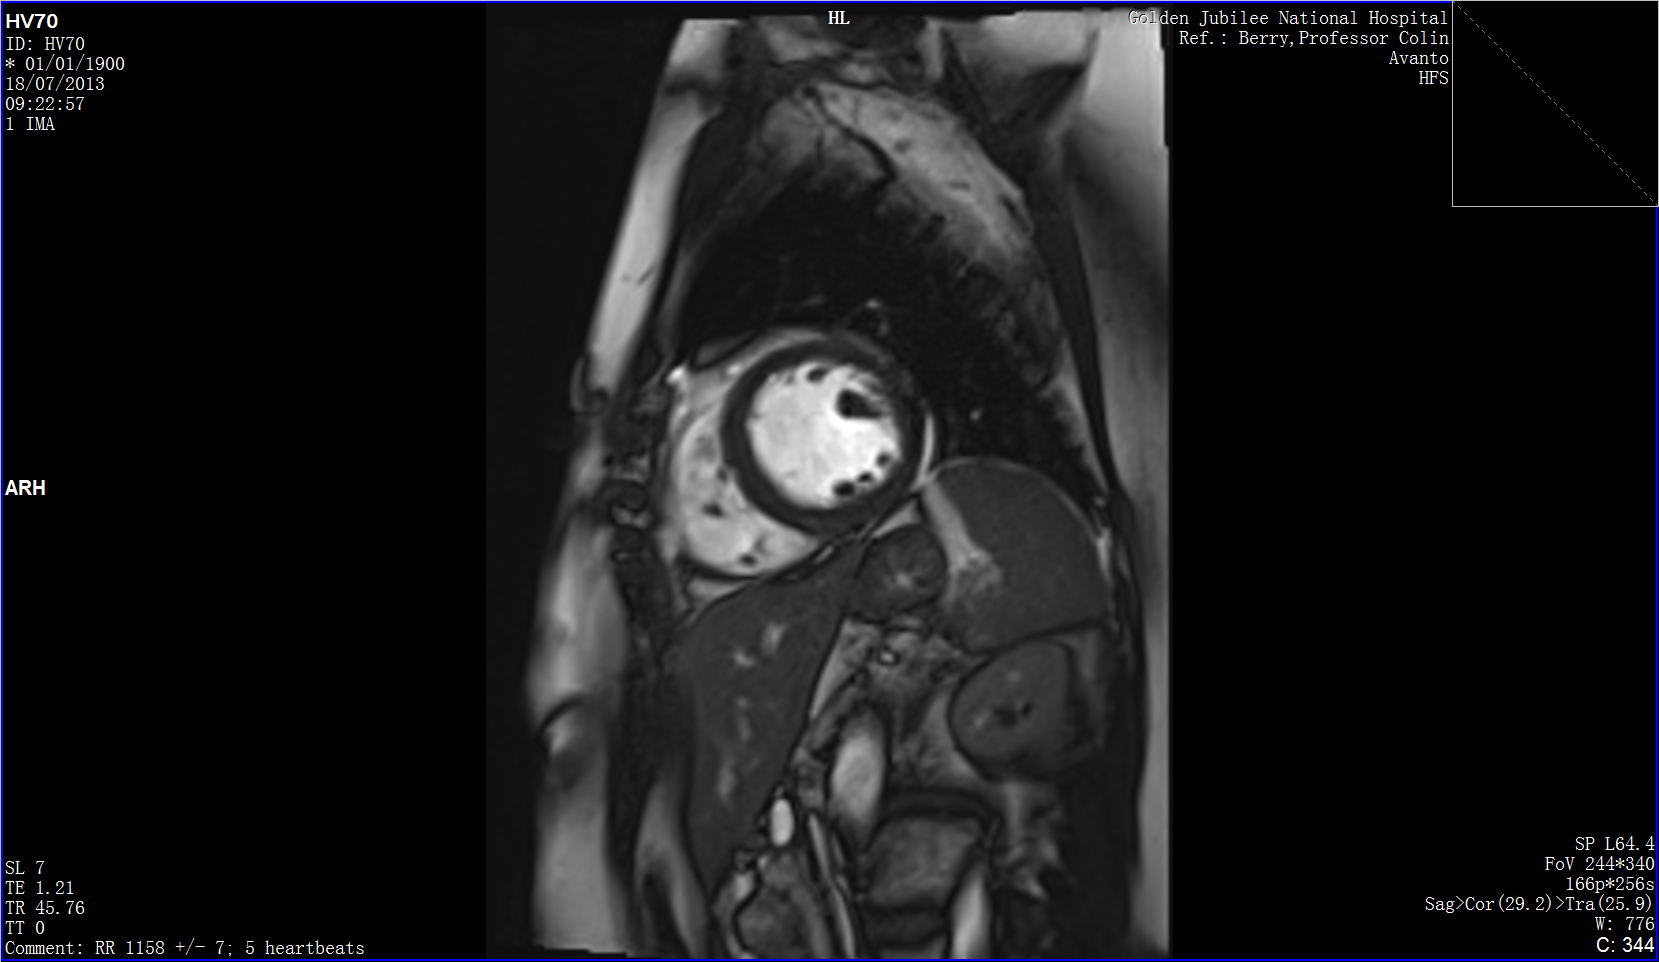 HV70
ID: HV70
* 01/01/1900
18/07/2013
09:22:57
1 IMA
HL
Golden Jubilee National Hospital
Ref.: Berry,Professor Colin
Avanto
HFS
ARH
SL 7
TE 1.21
TR 45.76
TT 0
Comment: RR 1158 +/- 7; 5 heartbeats
SP L64.4
FoV 244*340
166p*256s
Sag>Cor(29.2)>Tra(25.9)
W: 776
C: 344